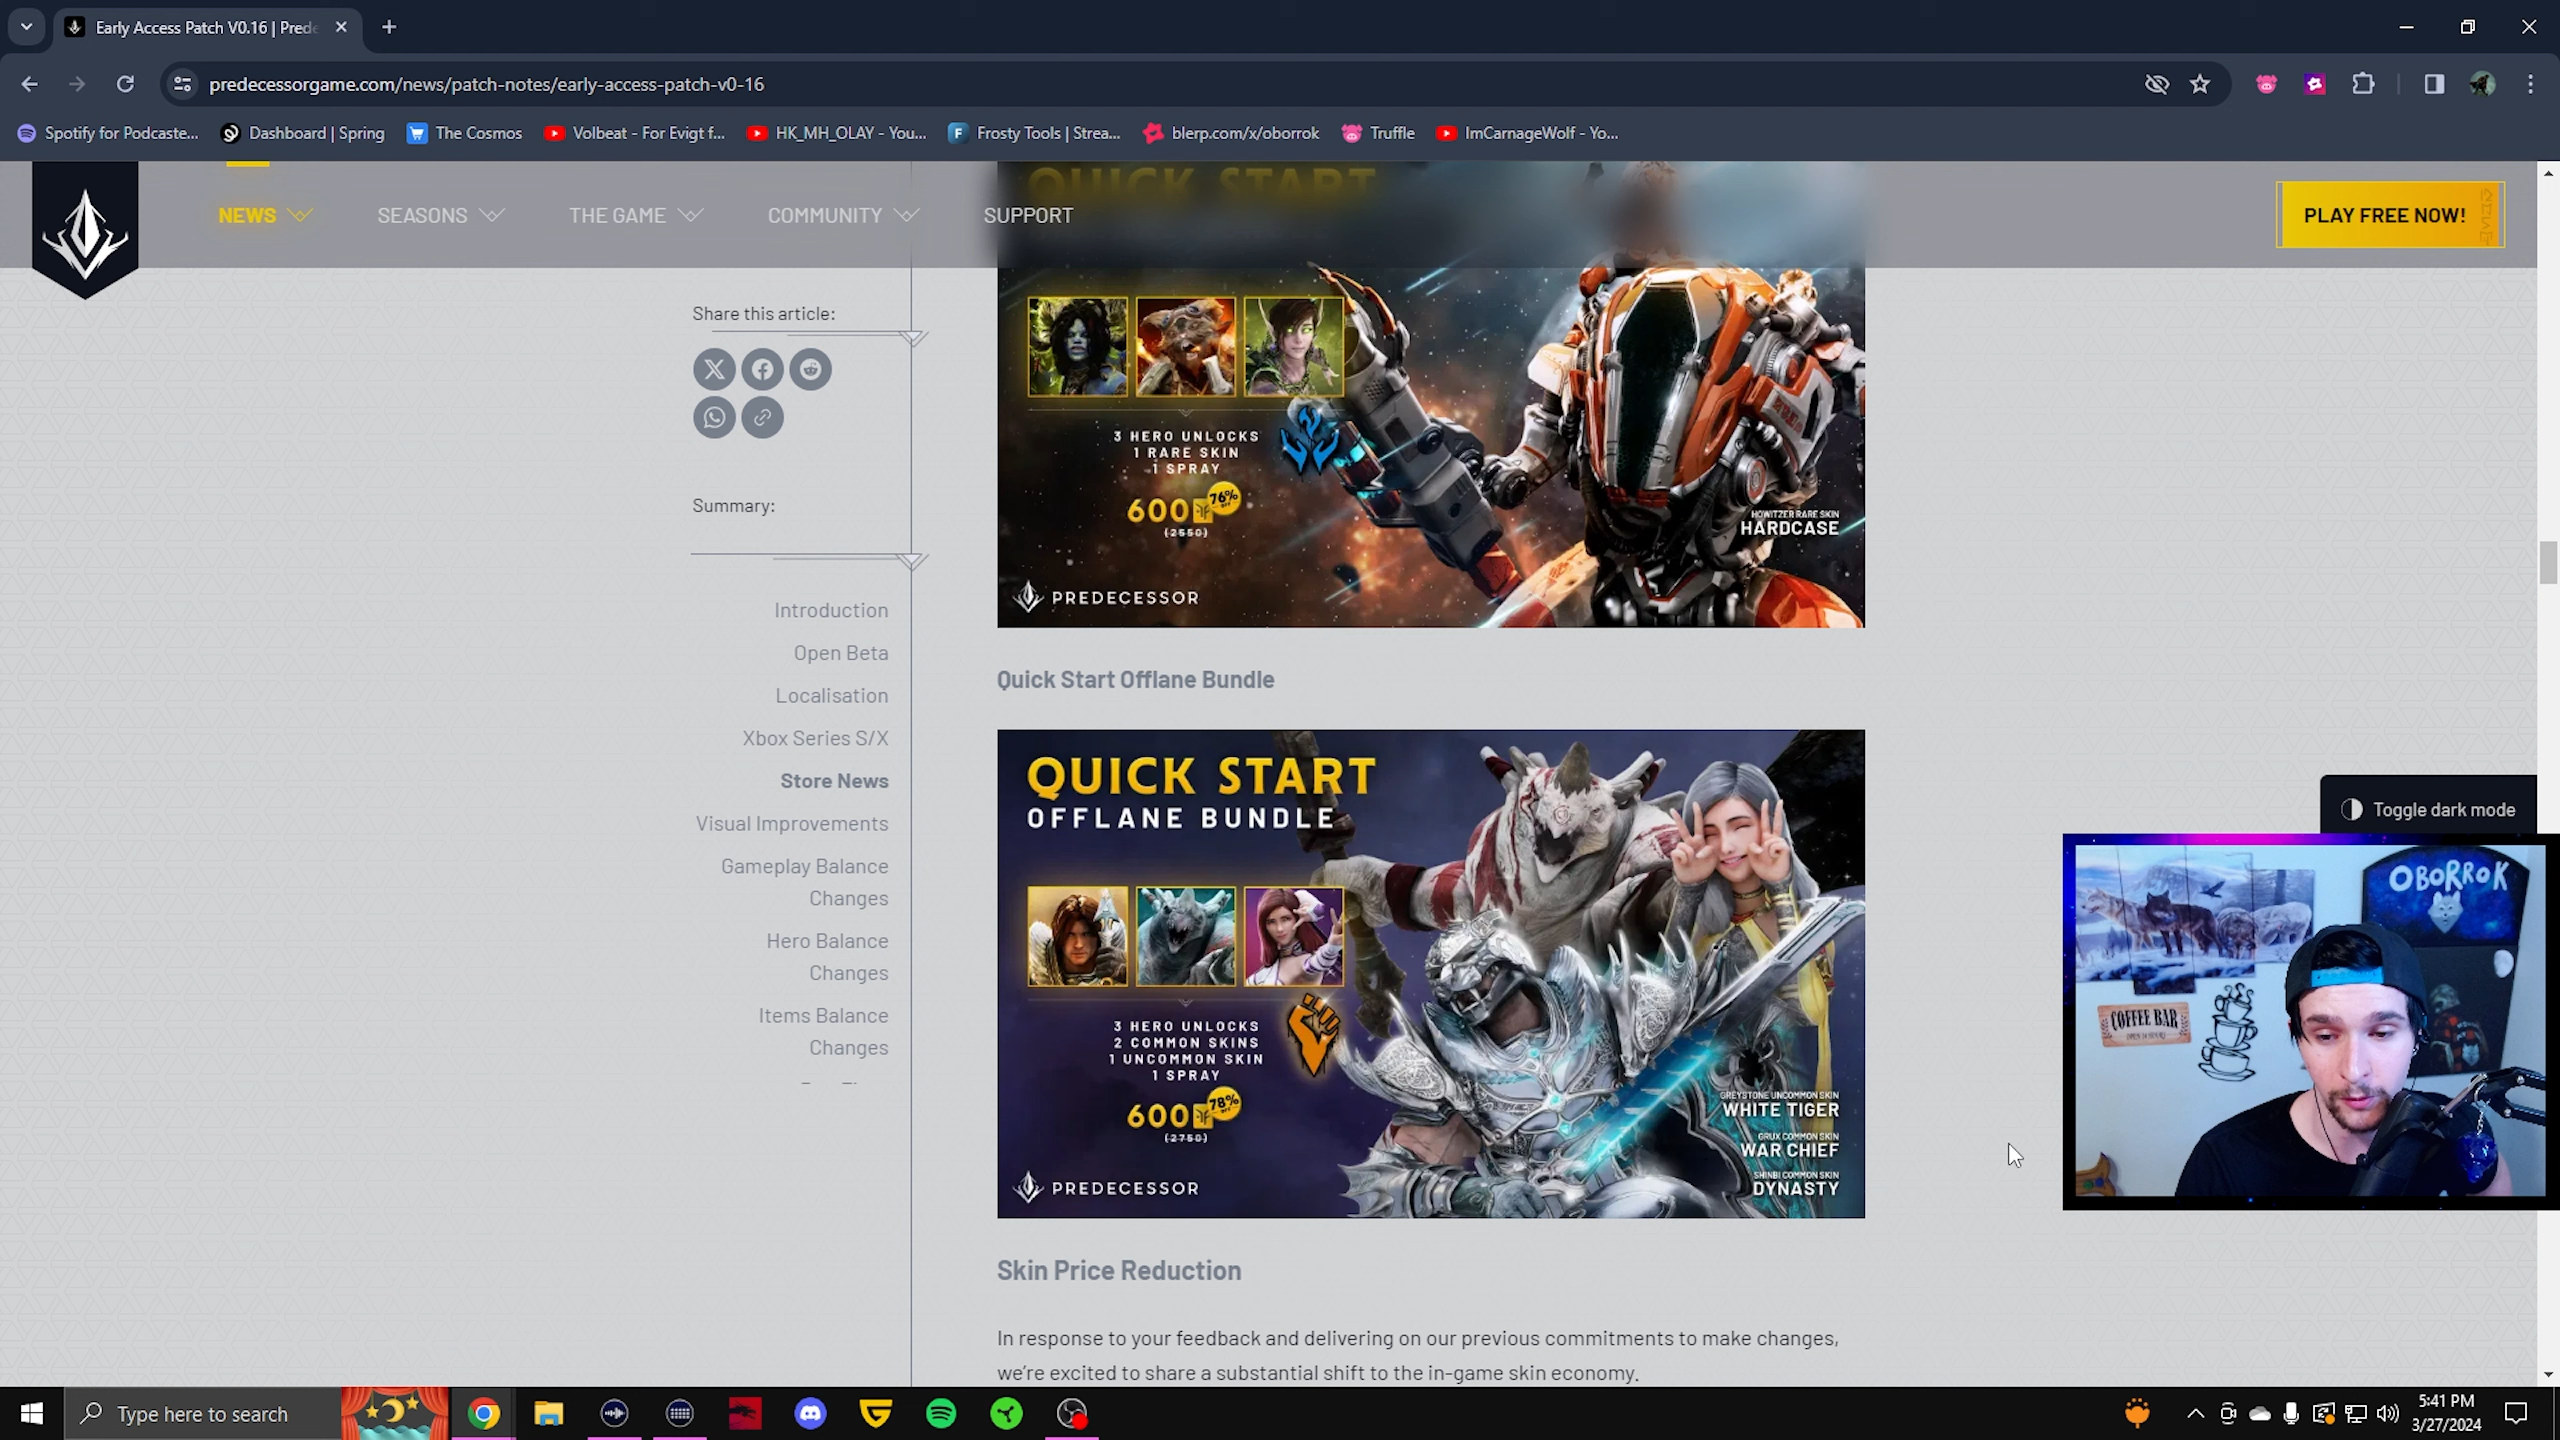 Early Access Patch V0.16 | Prede
predecessorgame.com/news/patch-notes/early-access-patch-v0-16
Spotify for Podcaste...
Dashboard | Spring
The Cosmos
Volbeat - For Evigt f...
HK_MH_OLAY - You...
Frosty Tools | Strea...
blerp.com/x/oborrok
Truffle
ImCarnageWolf - Yo...
NEWS
SEASONS
THE GAME
COMMUNITY
SUPPORT
PLAY FREE NOW!
QUICK START
Share this article:
Summary:
Introduction
Open Beta
Localisation
Xbox Series S/X
Store News
Visual Improvements
Gameplay Balance
Changes
Hero Balance
Changes
Items Balance
Changes
3 HERO UNLOCKS
1 RARE SKIN
1 SPRAY
600
76%
OFF
(2550)
HOWITZER RARE SKIN
HARDCASE
PREDECESSOR
Quick Start Offlane Bundle
QUICK START
OFFLANE BUNDLE
3 HERO UNLOCKS
2 COMMON SKINS
1 UNCOMMON SKIN
1 SPRAY
600
78%
OFF
(2750)
GREYSTONE UNCOMMON SKIN
WHITE TIGER
GRUX COMMON SKIN
WAR CHIEF
SHINBI COMMON SKIN
DYNASTY
PREDECESSOR
Skin Price Reduction
In response to your feedback and delivering on our previous commitments to make changes,
we're excited to share a substantial shift to the in-game skin economy.
Toggle dark mode
OBORROK
COFFEE BAR
Type here to search
5:41 PM
3/27/2024